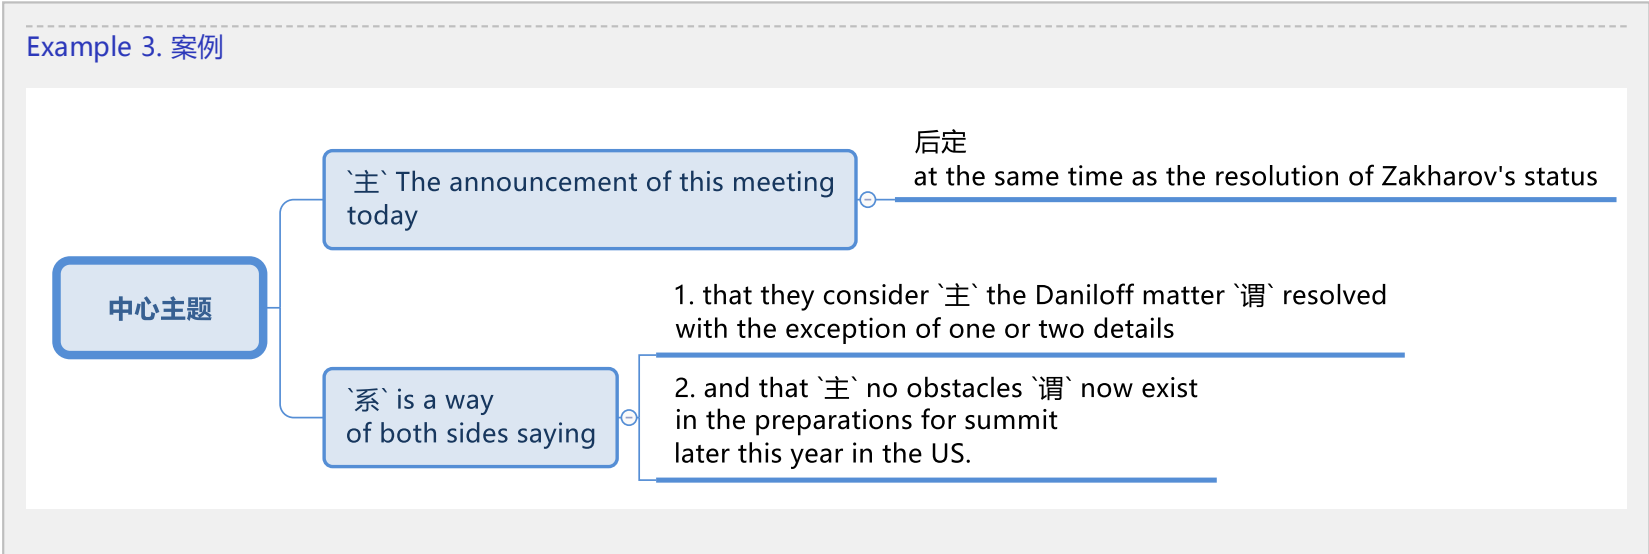 Example 3. 案例
后定
at the same time as the resolution of Zakharov's status
`主` The announcement of this meeting
today
中心主题
1. that they consider `主` the Daniloff matter `谓` resolved
with the exception of one or two details
`系` is a way
of both sides saying
2. and that `主` no obstacles `谓` now exist
in the preparations for summit
later this year in the US.